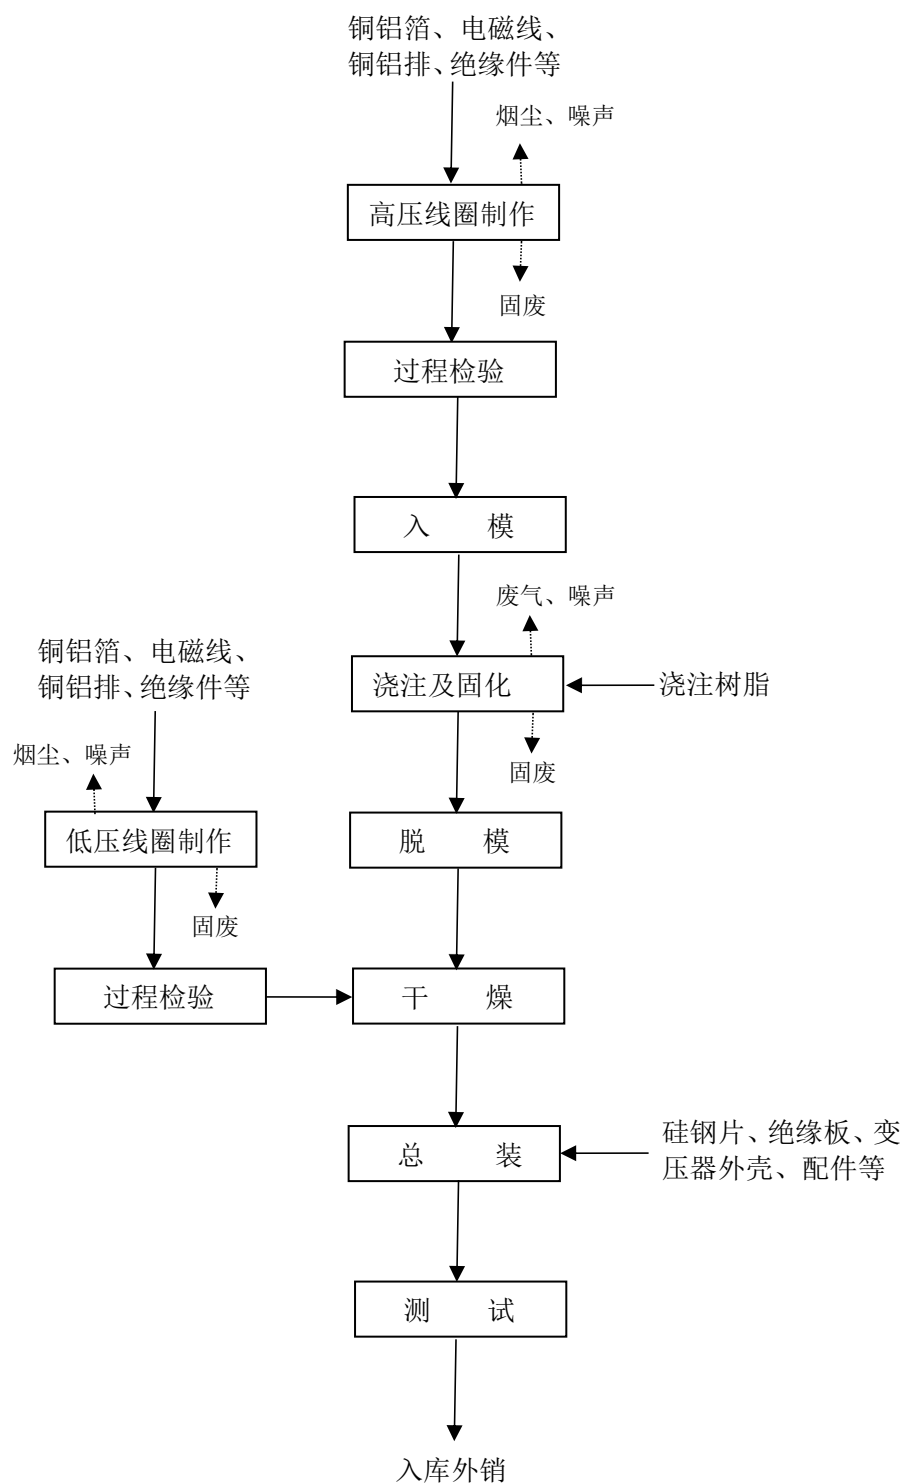 铜铝箔、电磁线、
铜铝排、绝缘件等
烟尘、噪声
高压线圈制作
固废
过程检验
入 模
废气、噪声
浇注及固化
浇注树脂
固废
脱 模
铜铝箔、电磁线、
铜铝排、绝缘件等
烟尘、噪声
低压线圈制作
固废
过程检验
干 燥
总 装
硅钢片、绝缘板、变
压器外壳、配件等
测 试
入库外销